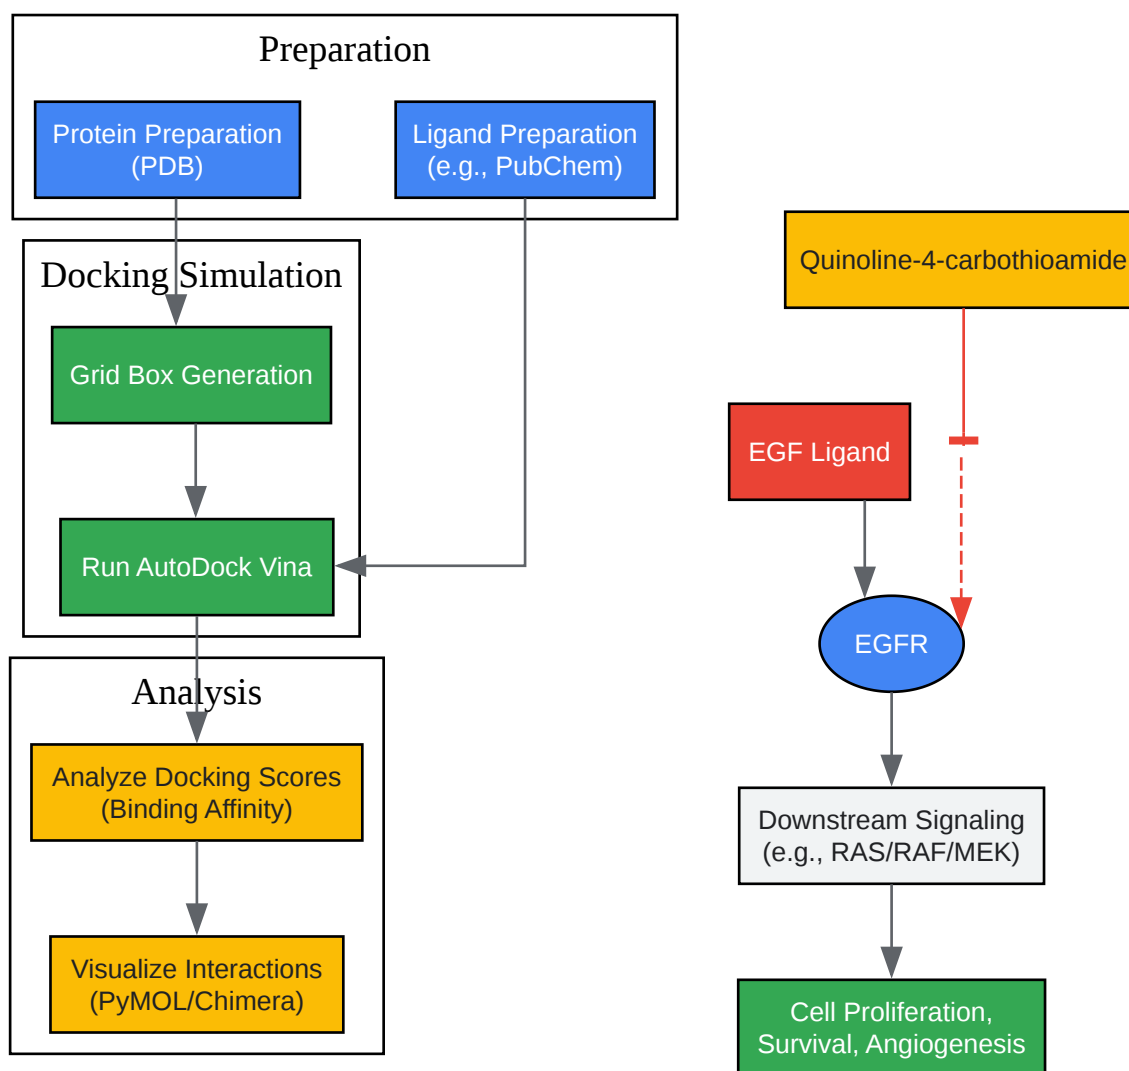 Preparation
Protein Preparation
(PDB)
Ligand Preparation
(e.g., PubChem)
Docking Simulation
Grid Box Generation
Run AutoDock Vina
Analysis
Analyze Docking Scores
(Binding Affinity)
Visualize Interactions
(PyMOL/Chimera)
Quinoline-4-carbothioamide
EGF Ligand
EGFR
Downstream Signaling
(e.g., RAS/RAF/MEK)
Cell Proliferation,
Survival, Angiogenesis